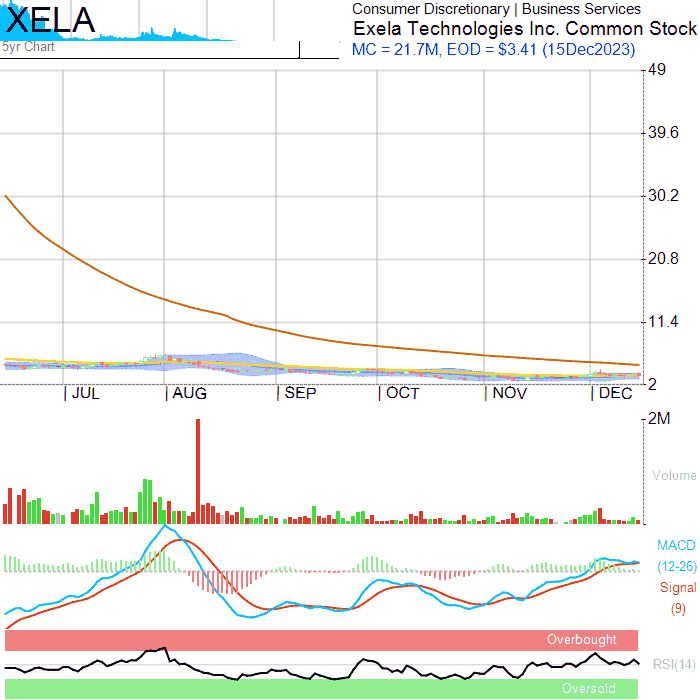 XELA
5yr Chart
Consumer Discretionary | Business Services
Exela Technologies Inc. Common Stock
MC = 21.7M, EOD = $3.41 (15Dec2023)
49
39.6
30.2
20.8
11.4
2
JUL AUG SEP OCT NOV DEC
2M
Volume
MACD
(12-26)
Signal
(9)
Overbought
RSI(14)
Oversold